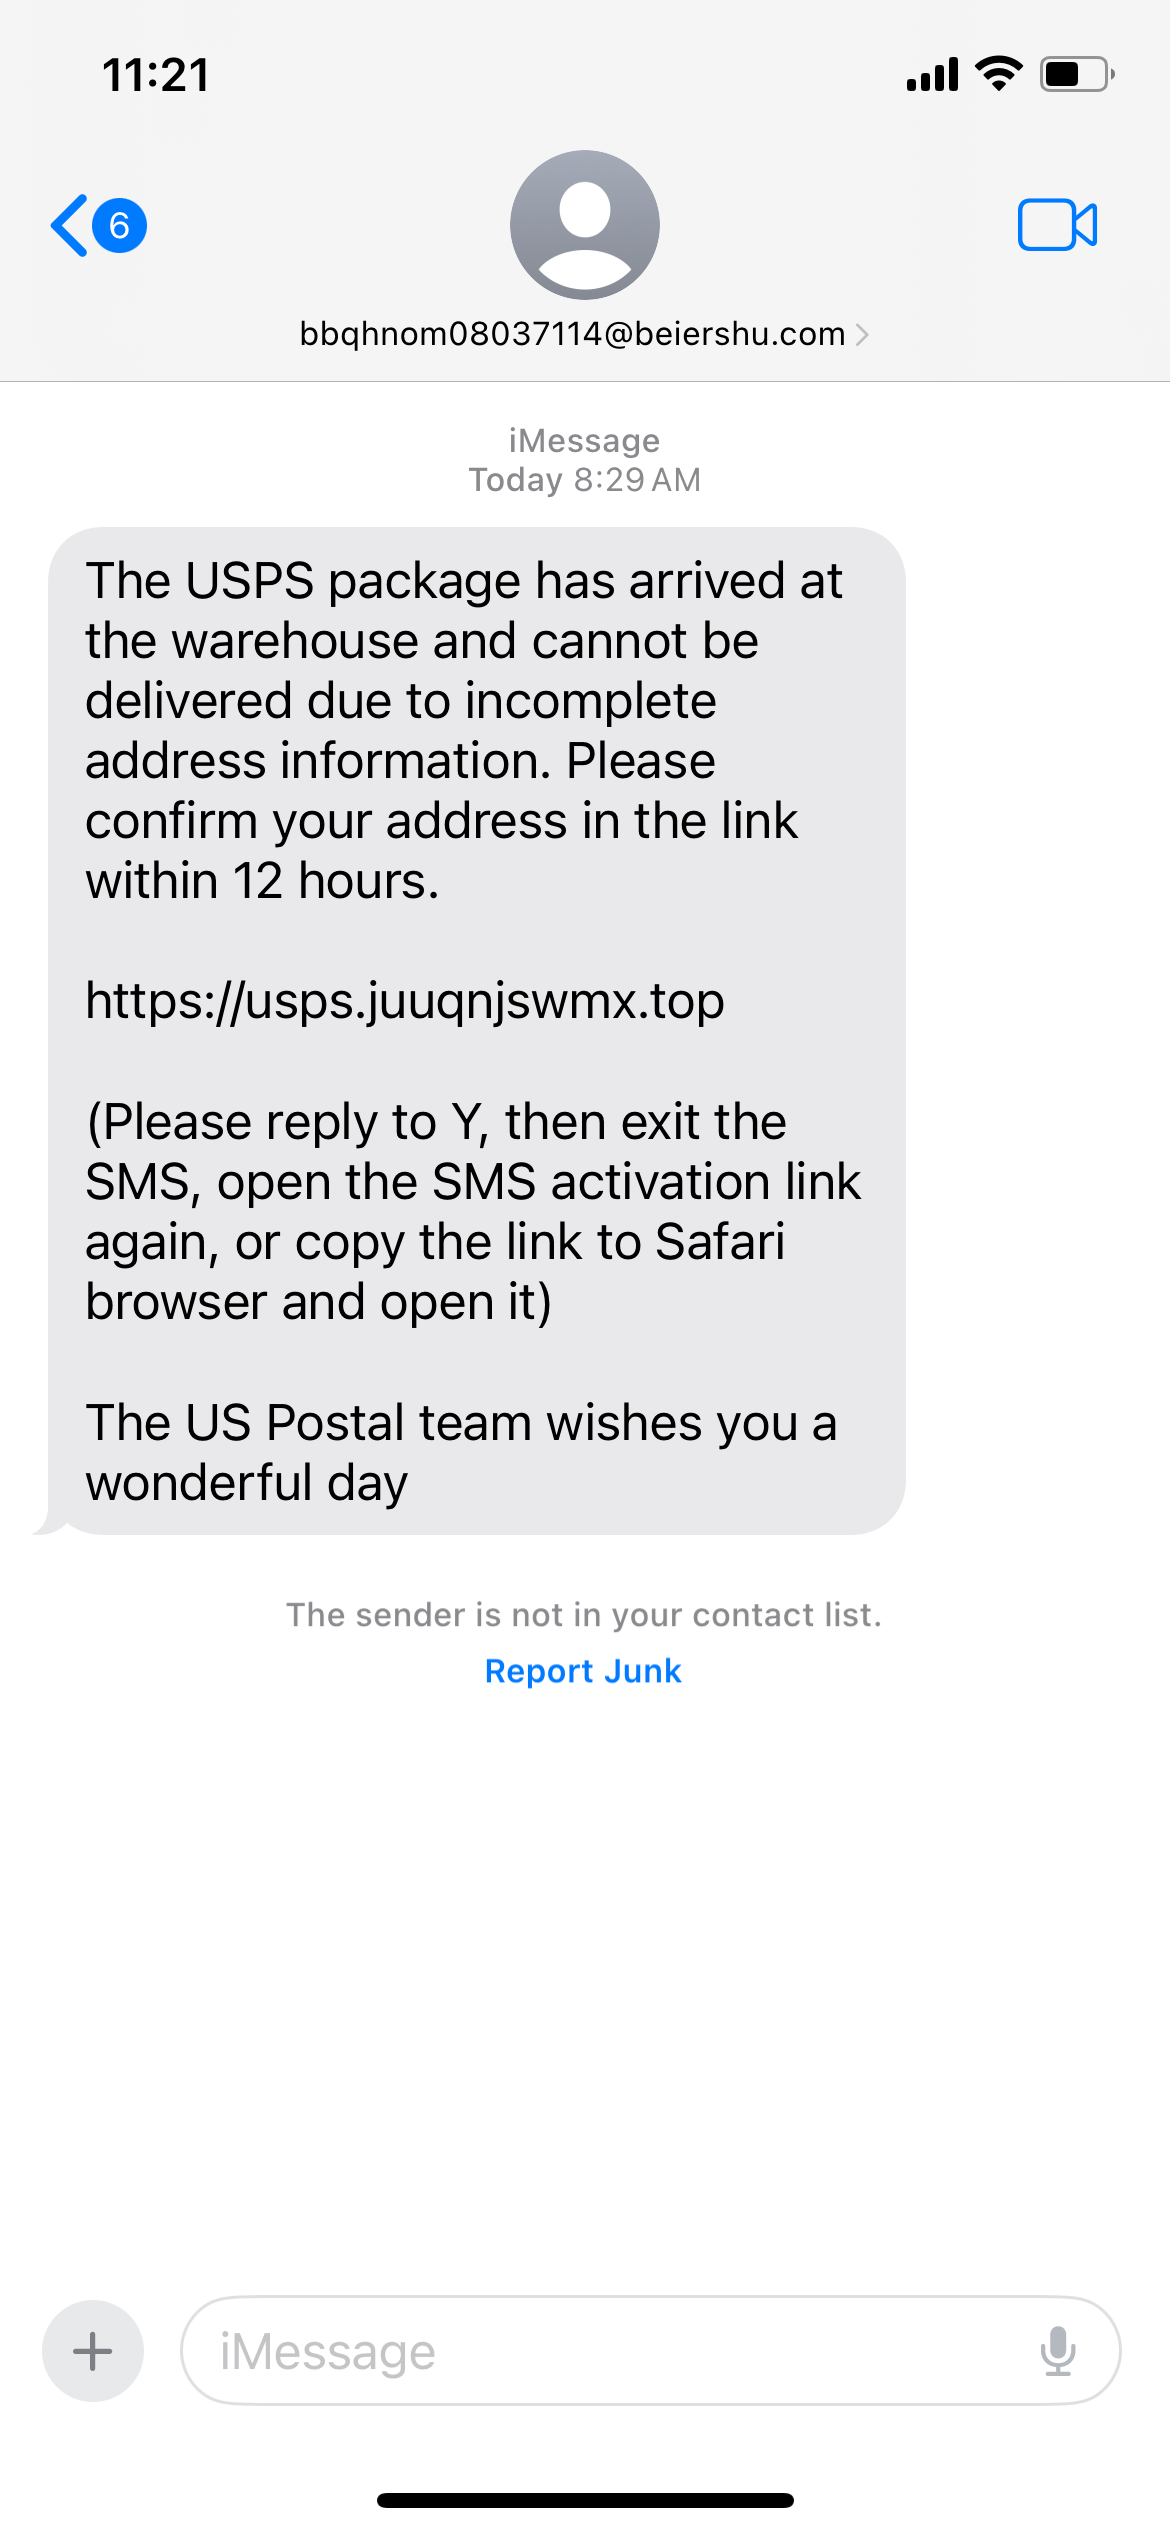 11:21
6
bbqhnom08037114@beiershu.com
iMessage
Today 8:29 AM
The USPS package has arrived at
the warehouse and cannot be
delivered due to incomplete
address information. Please
confirm your address in the link
within 12 hours.
https://usps.juuqnjswmx.top
(Please reply to Y, then exit the
SMS, open the SMS activation link
again, or copy the link to Safari
browser and open it)
The US Postal team wishes you a
wonderful day
The sender is not in your contact list.
Report Junk
iMessage